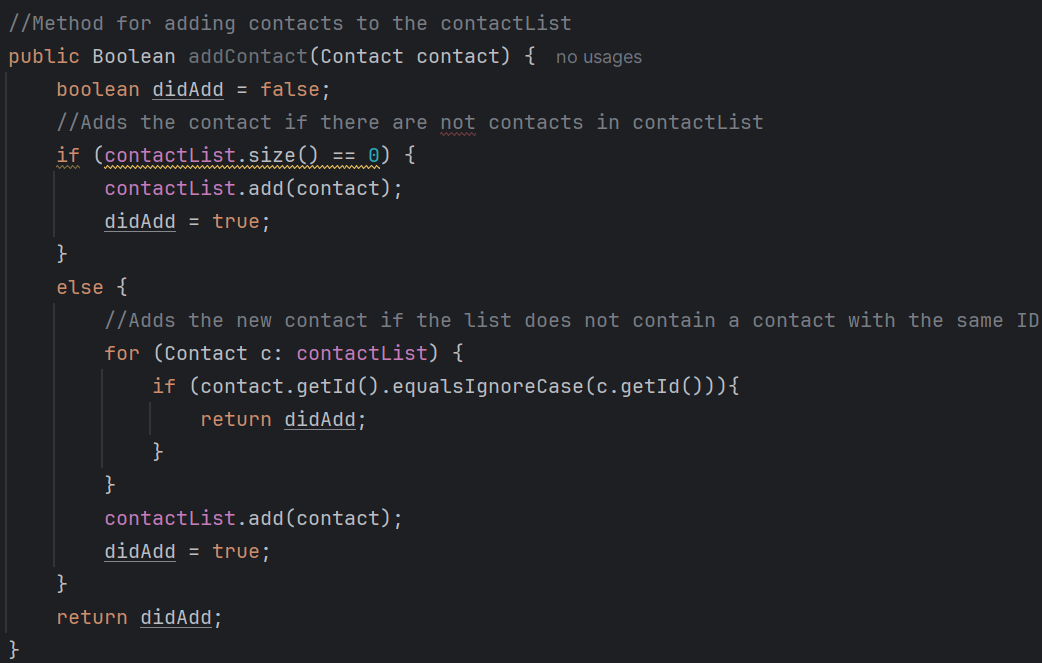 //Method for adding contacts to the contactList
public Boolean addContact(Contact contact) {  no usages
    boolean didAdd = false;
    //Adds the contact if there are not contacts in contactList
    if (contactList.size() == 0) {
        contactList.add(contact);
        didAdd = true;
    }
    else {
        //Adds the new contact if the list does not contain a contact with the same ID
        for (Contact c: contactList) {
            if (contact.getId().equalsIgnoreCase(c.getId())){
                return didAdd;
            }
        }
        contactList.add(contact);
        didAdd = true;
    }
    return didAdd;
}